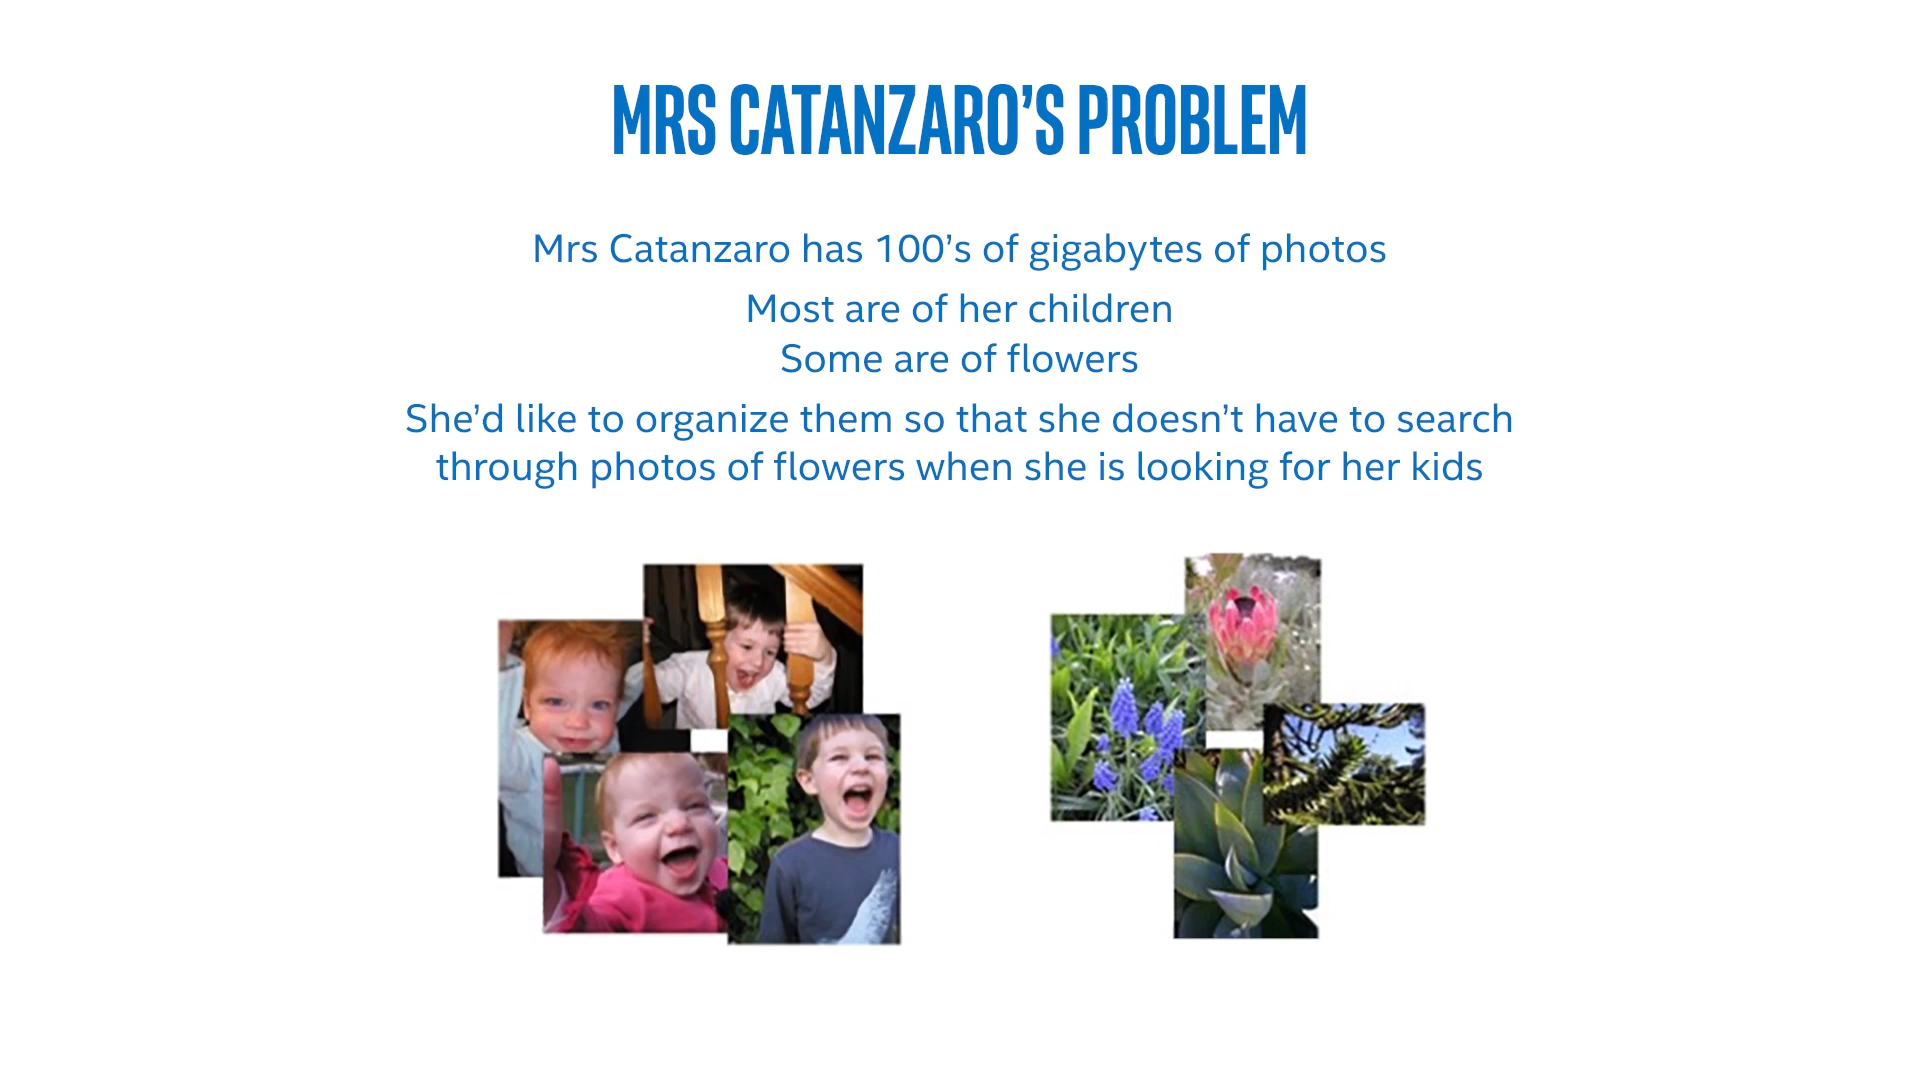 MRS CATANZARO’S PROBLEM
Mrs Catanzaro has 100’s of gigabytes of photos
Most are of her children
Some are of flowers
She’d like to organize them so that she doesn’t have to search
through photos of flowers when she is looking for her kids